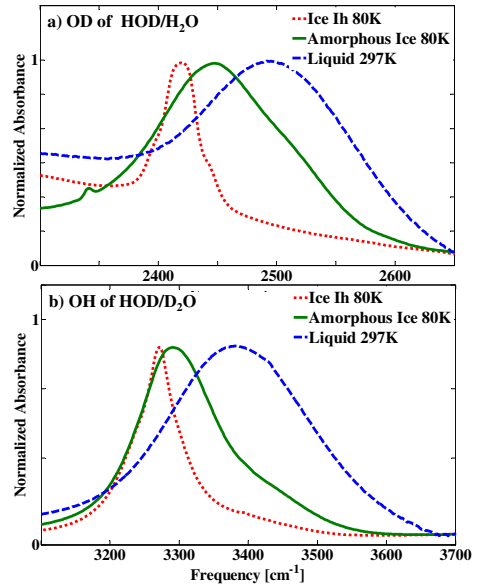 a) OD of HOD/H₂O
Ice Ih 80K
Amorphous Ice 80K
Liquid 297K
Normalized Absorbance
1
0
2400
2500
2600
b) OH of HOD/D₂O
Ice Ih 80K
Amorphous Ice 80K
Liquid 297K
Normalized Absorbance
1
0
3200
3300
3400
3500
3600
3700
Frequency [cm⁻¹]